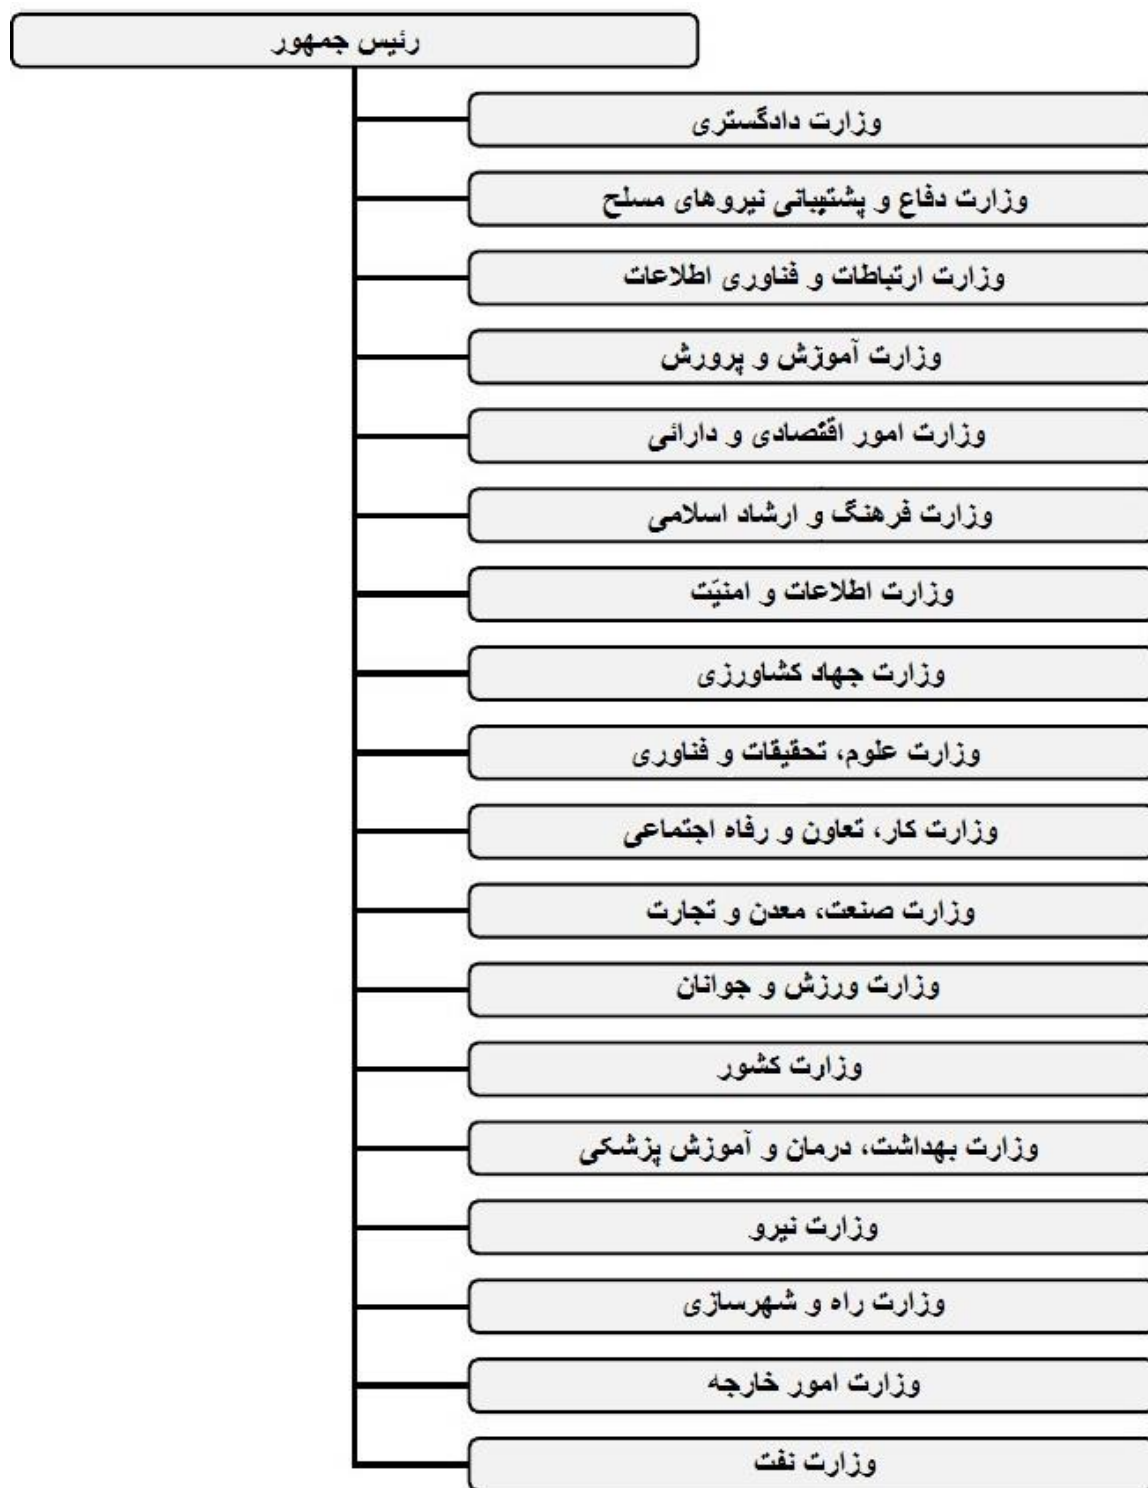 رئیس جمهور
وزارت دادگستری
وزارت دفاع و پشتیبانی نیروهای مسلح
وزارت ارتباطات و فناوری اطلاعات
وزارت آموزش و پرورش
وزارت امور اقتصادی و دارائی
وزارت فرهنگ و ارشاد اسلامی
وزارت اطلاعات و امنیّت
وزارت جهاد کشاورزی
وزارت علوم، تحقیقات و فناوری
وزارت کار، تعاون و رفاه اجتماعی
وزارت صنعت، معدن و تجارت
وزارت ورزش و جوانان
وزارت کشور
وزارت بهداشت، درمان و آموزش پزشکی
وزارت نیرو
وزارت راه و شهرسازی
وزارت امور خارجه
وزارت نفت